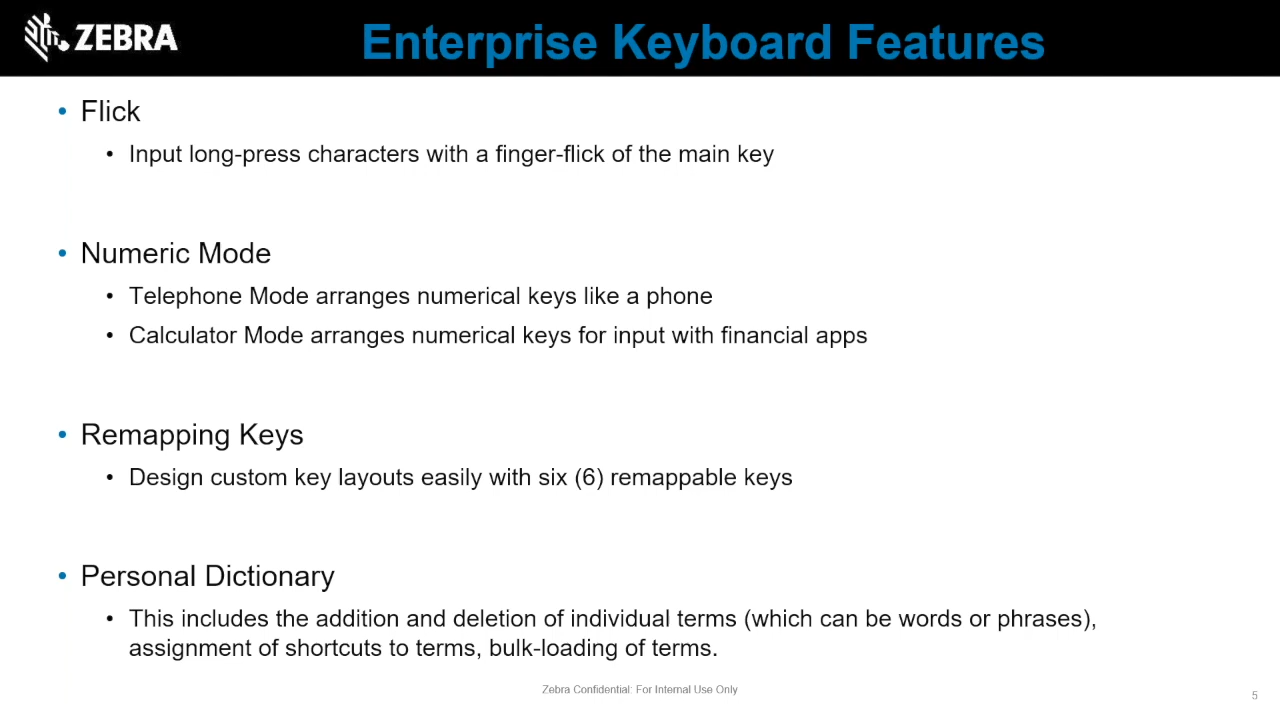 ZEBRA
Enterprise Keyboard Features
• Flick
• Input long-press characters with a finger-flick of the main key
• Numeric Mode
• Telephone Mode arranges numerical keys like a phone
• Calculator Mode arranges numerical keys for input with financial apps
• Remapping Keys
• Design custom key layouts easily with six (6) remappable keys
• Personal Dictionary
• This includes the addition and deletion of individual terms (which can be words or phrases),
assignment of shortcuts to terms, bulk-loading of terms.
Zebra Confidential: For Internal Use Only
5